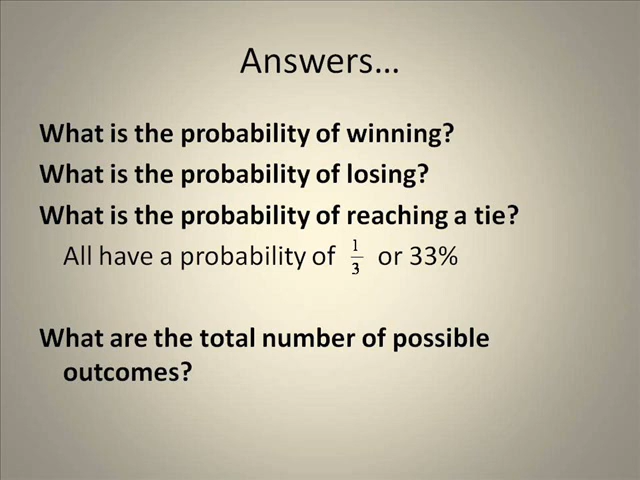 Answers…
What is the probability of winning?
What is the probability of losing?
What is the probability of reaching a tie?
All have a probability of 1/3 or 33%
What are the total number of possible
outcomes?